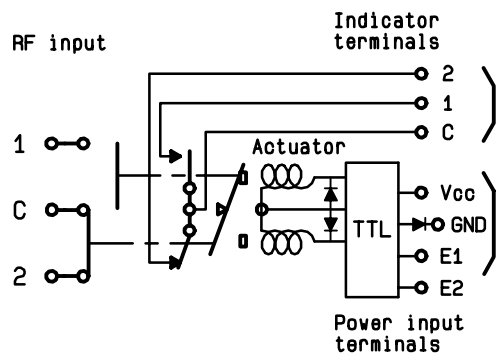 Indicator
terminals
RF input
2
1
C
1
C
2
Actuator
TTL
Vcc
GND
E1
E2
Power input
terminals